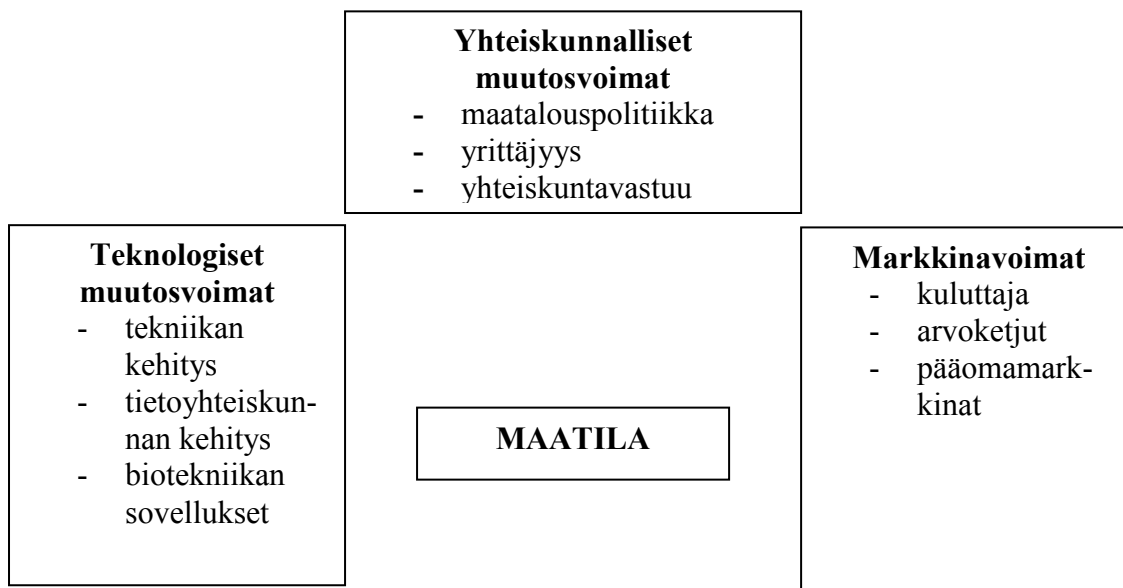 Yhteiskunnalliset
muutosvoimat
- maatalouspolitiikka
- yrittäjyys
- yhteiskuntavastuu
Teknologiset
muutosvoimat
- tekniikan
kehitys
- tietoyhteiskun-
nan kehitys
- biotekniikan
sovellukset
MAATILA
Markkinavoimat
- kuluttaja
- arvoketjut
- pääomamark-
kinat